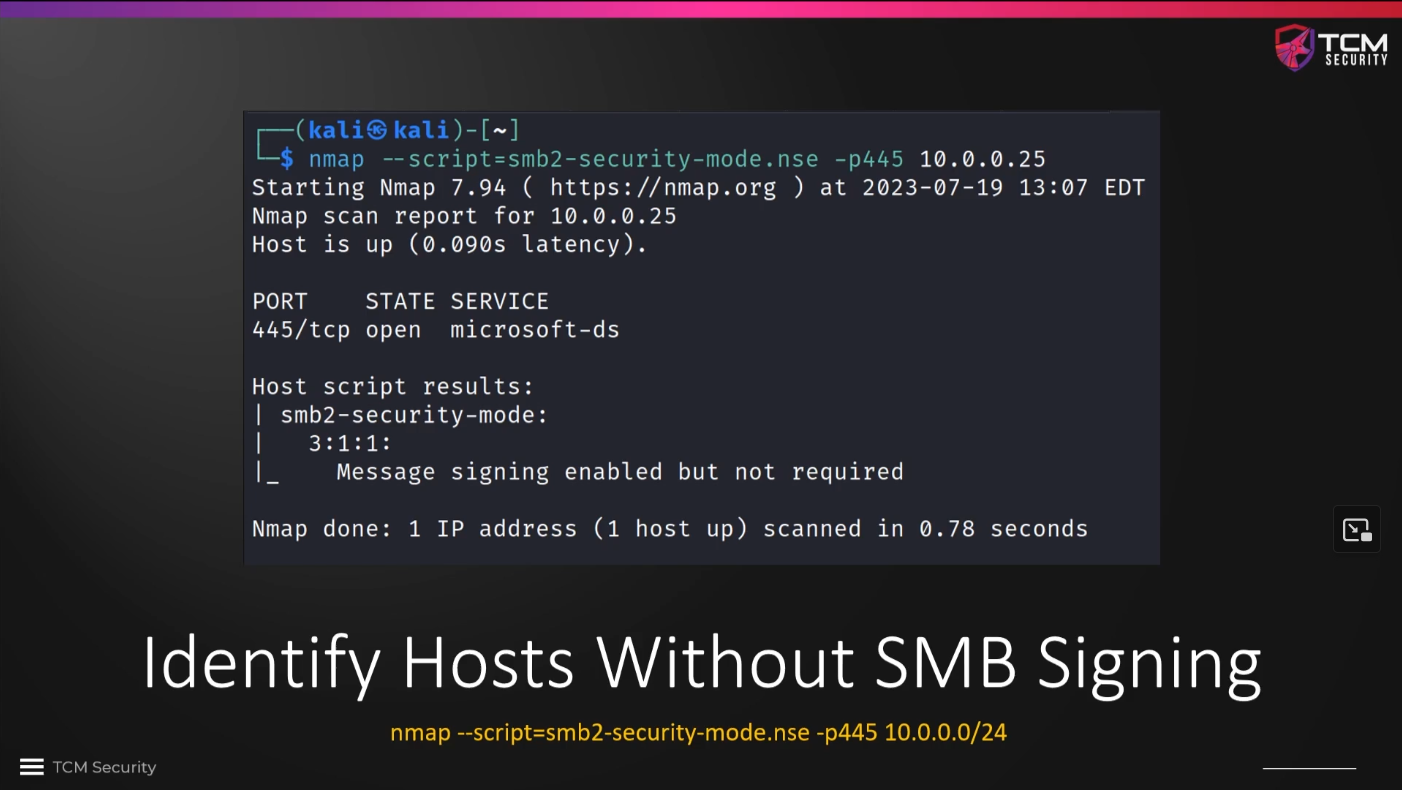 TCM
SECURITY
┌──(kali㉿kali)-[~]
└─$ nmap --script=smb2-security-mode.nse -p445 10.0.0.25
Starting Nmap 7.94 ( https://nmap.org ) at 2023-07-19 13:07 EDT
Nmap scan report for 10.0.0.25
Host is up (0.090s latency).
PORT    STATE SERVICE
445/tcp open  microsoft-ds
Host script results:
| smb2-security-mode:
|   3:1:1:
|_    Message signing enabled but not required
Nmap done: 1 IP address (1 host up) scanned in 0.78 seconds
Identify Hosts Without SMB Signing
nmap --script=smb2-security-mode.nse -p445 10.0.0.0/24
TCM Security